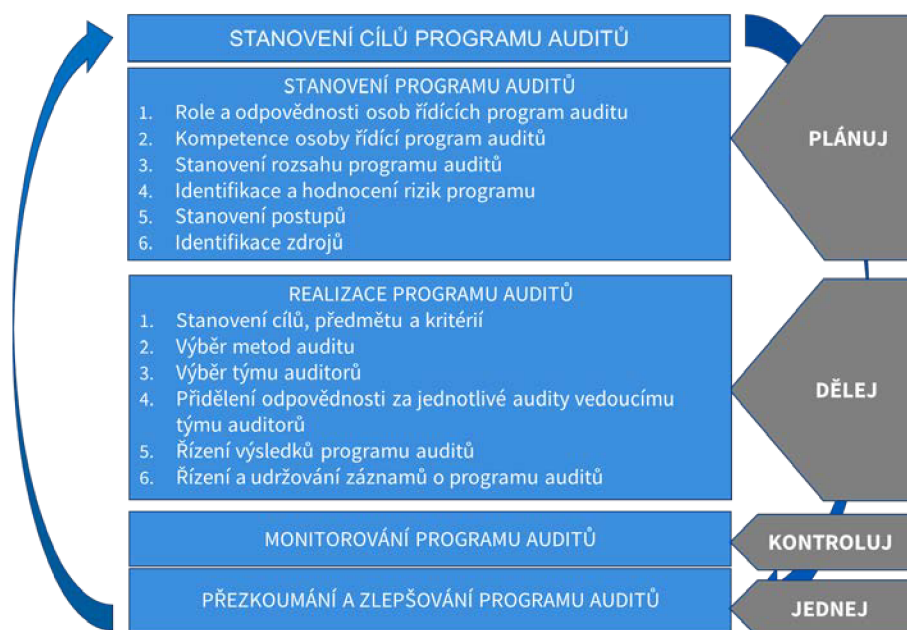 STANOVENÍ CÍLŮ PROGRAMU AUDITŮ
STANOVENÍ PROGRAMU AUDITŮ
1. Role a odpovědnosti osob řídících program auditu
2. Kompetence osoby řídící program auditů
3. Stanovení rozsahu programu auditů
4. Identifikace a hodnocení rizik programu
5. Stanovení postupů
6. Identifikace zdrojů
PLÁNUJ
REALIZACE PROGRAMU AUDITŮ
1. Stanovení cílů, předmětu a kritérií
2. Výběr metod auditu
3. Výběr týmu auditorů
4. Přidělení odpovědnosti za jednotlivé audity vedoucímu
týmu auditorů
5. Řízení výsledků programu auditů
6. Řízení a udržování záznamů o programu auditů
DĚLEJ
MONITOROVÁNÍ PROGRAMU AUDITŮ
KONTROLUJ
PŘEZKOUMÁNÍ A ZLEPŠOVÁNÍ PROGRAMU AUDITŮ
JEDNEJ